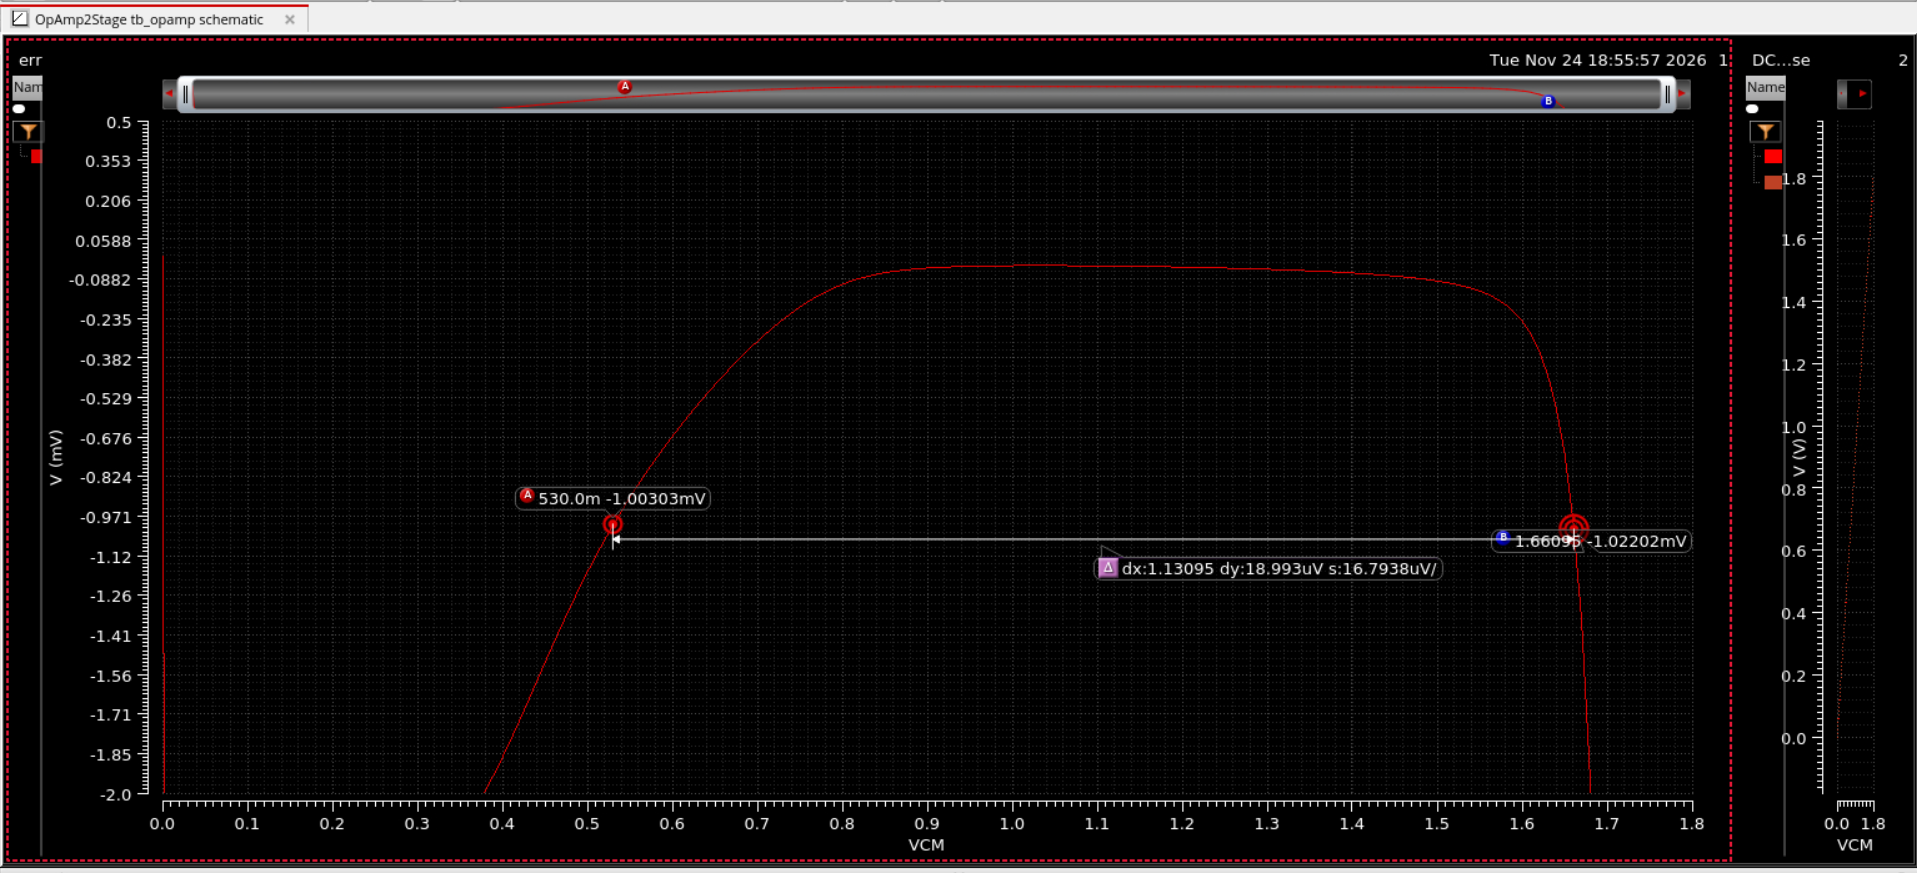 OpAmp2Stage tb_opamp schematic
err
Tue Nov 24 18:55:57 2026 1
DC...se 2
Nam
Name
A
B
0.5
0.353
0.206
0.0588
-0.0882
-0.235
-0.382
-0.529
-0.676
-0.824
-0.971
-1.12
-1.26
-1.41
-1.56
-1.71
-1.85
-2.0
V (mV)
A 530.0m -1.00303mV
B 1.66095 -1.02202mV
Δ dx:1.13095 dy:18.993uV s:16.7938uV/
0.0 0.1 0.2 0.3 0.4 0.5 0.6 0.7 0.8 0.9 1.0 1.1 1.2 1.3 1.4 1.5 1.6 1.7 1.8
VCM
1.8
1.6
1.4
1.2
1.0
0.8
0.6
0.4
0.2
0.0
V (V)
0.0 1.8
VCM